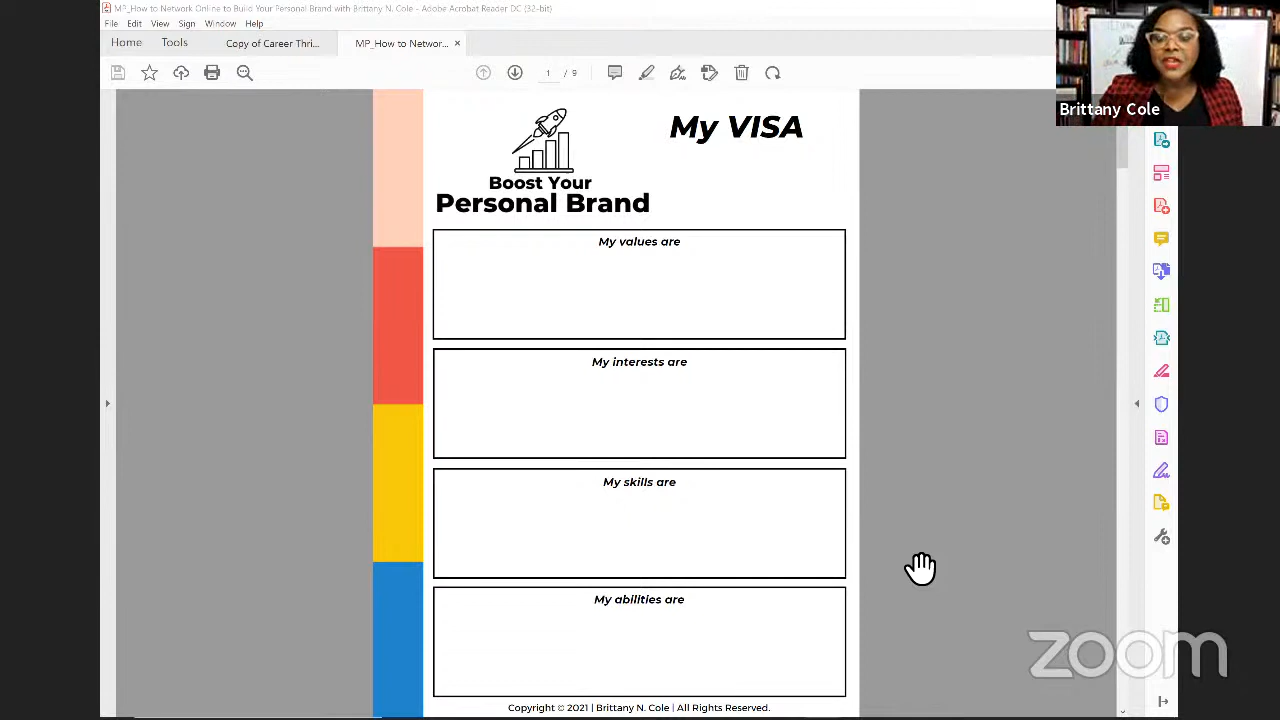 MP_How to Network Online to Build Your Personal Brand with Brittany N. Cole - Adobe Acrobat Reader DC (32-bit)
File Edit View Sign Window Help
Home Tools Copy of Career Thri... MP_How to Networ... ×
1 / 9
Brittany Cole
My VISA
Boost Your
Personal Brand
My values are
My interests are
My skills are
My abilities are
zoom
Copyright © 2021 | Brittany N. Cole | All Rights Reserved.